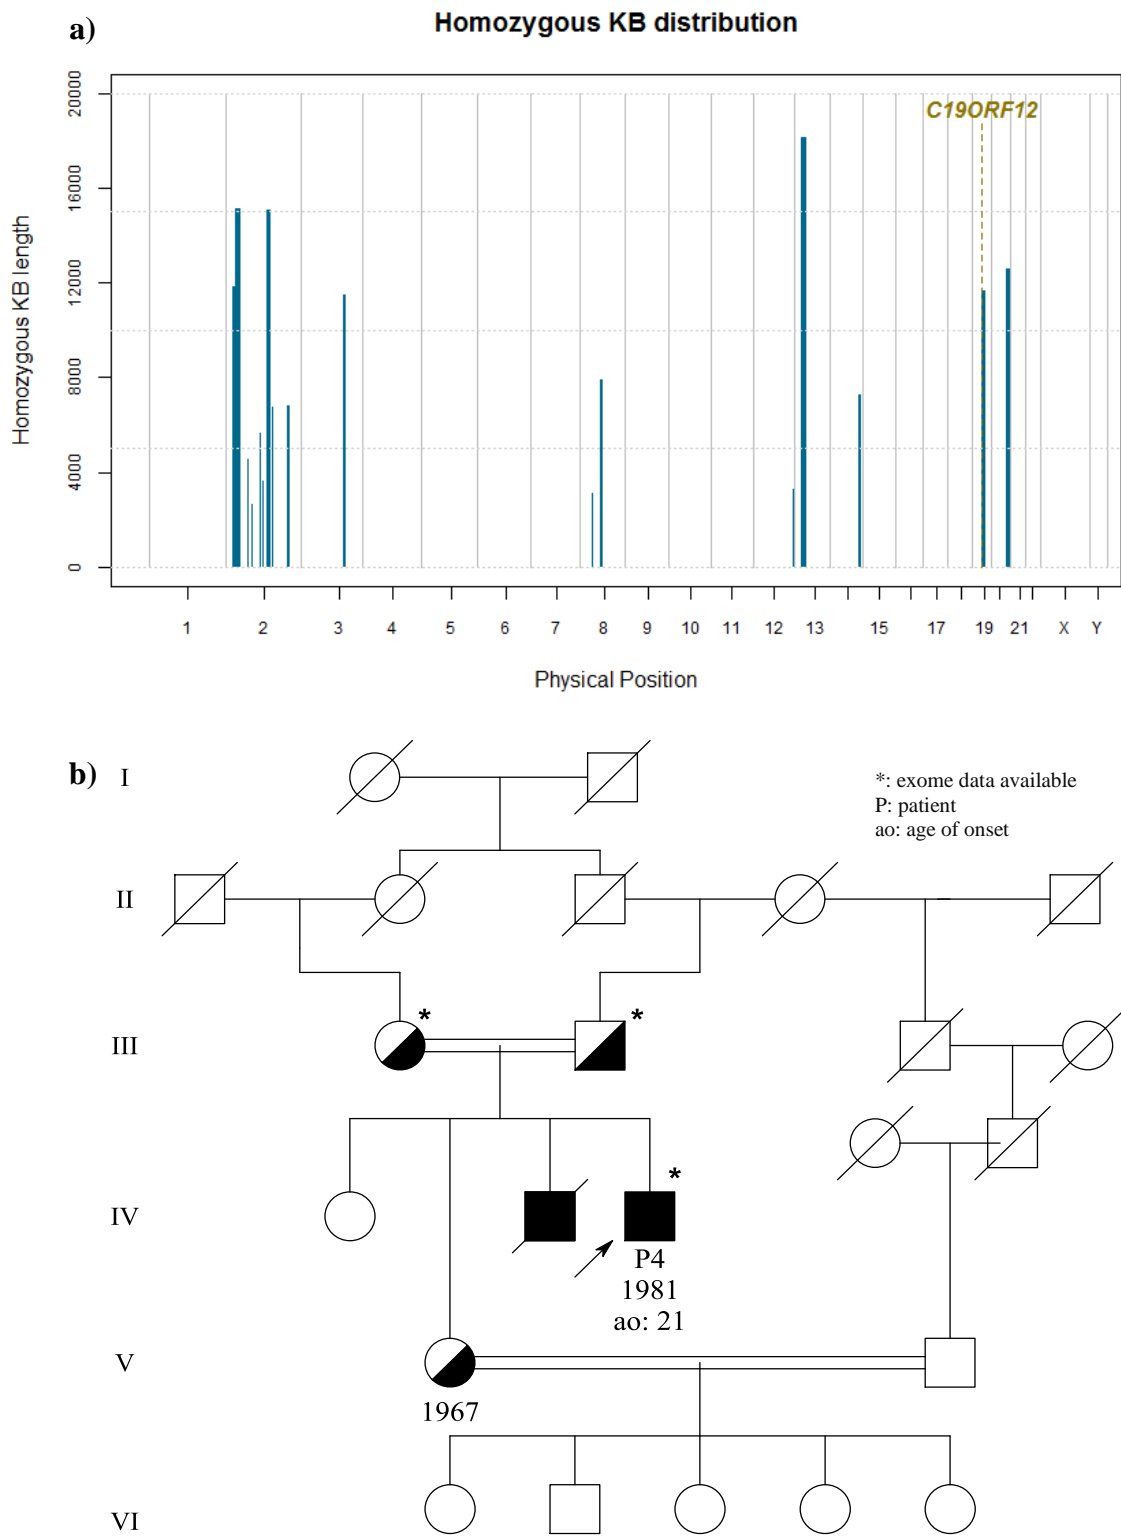 a)
Homozygous KB distribution
C19ORF12
Homozygous KB length
20000
16000
12000
8000
4000
0
1 2 3 4 5 6 7 8 9 10 11 12 13 15 17 19 21 X Y
Physical Position
b)
I
*: exome data available
P: patient
ao: age of onset
II
* *
III
*
IV
P4
1981
ao: 21
V
1967
VI